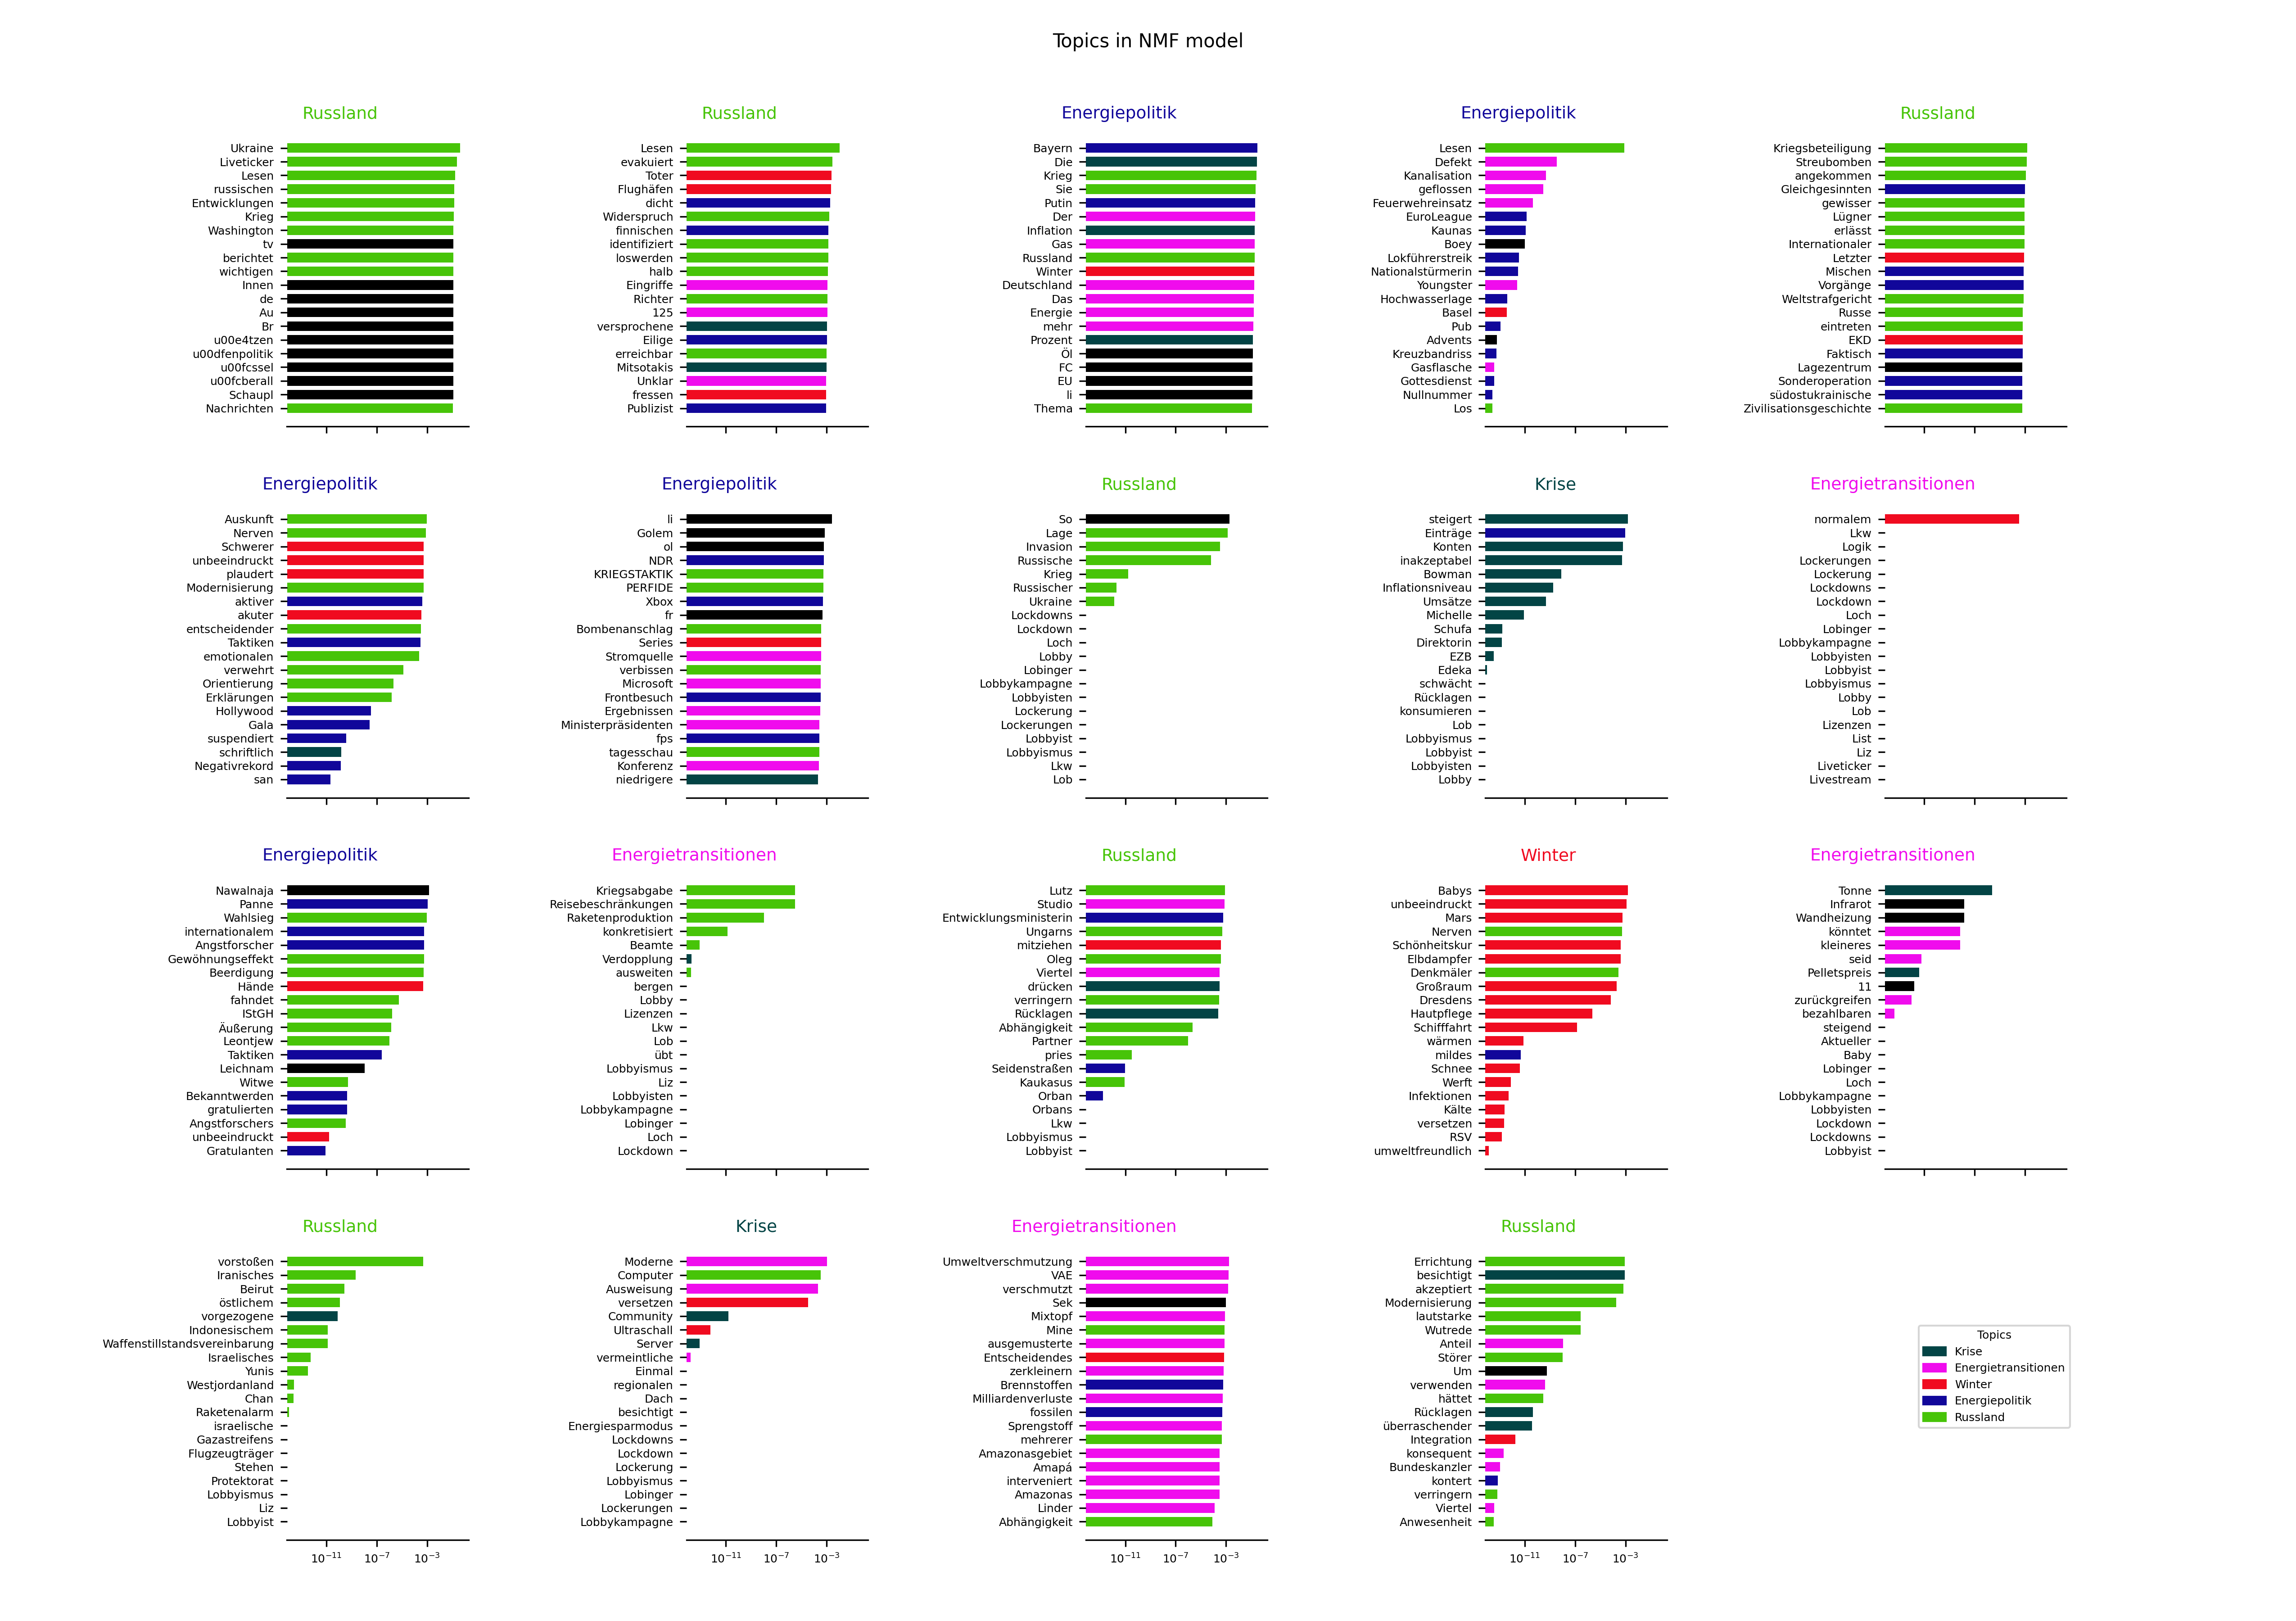 Topics in NMF model
Russland
Ukraine
Liveticker
Lesen
russischen
Entwicklungen
Krieg
Washington
tv
berichtet
wichtigen
Innen
de
Au
Br
u00e4tzen
u00dfenpolitik
u00fcssel
u00fcberall
Schaupl
Nachrichten
Russland
Lesen
evakuiert
Toter
Flughäfen
dicht
Widerspruch
finnischen
identifiziert
loswerden
halb
Eingriffe
Richter
125
versprochene
Eilige
erreichbar
Mitsotakis
Unklar
fressen
Publizist
Energiepolitik
Bayern
Die
Krieg
Sie
Putin
Der
Inflation
Gas
Russland
Winter
Deutschland
Das
Energie
mehr
Prozent
Öl
FC
EU
li
Thema
Energiepolitik
Lesen
Defekt
Kanalisation
geflossen
Feuerwehreinsatz
EuroLeague
Kaunas
Boey
Lokführerstreik
Nationalstürmerin
Youngster
Hochwasserlage
Basel
Pub
Advents
Kreuzbandriss
Gasflasche
Gottesdienst
Nullnummer
Los
Russland
Kriegsbeteiligung
Streubomben
angekommen
Gleichgesinnten
gewisser
Lügner
erlässt
Internationaler
Letzter
Mischen
Vorgänge
Weltstrafgericht
Russe
eintreten
EKD
Faktisch
Lagezentrum
Sonderoperation
südostukrainische
Zivilisationsgeschichte
Energiepolitik
Auskunft
Nerven
Schwerer
unbeeindruckt
plaudert
Modernisierung
aktiver
akuter
entscheidender
Taktiken
emotionalen
verwehrt
Orientierung
Erklärungen
Hollywood
Gala
suspendiert
schriftlich
Negativrekord
san
Energiepolitik
li
Golem
ol
NDR
KRIEGSTAKTIK
PERFIDE
Xbox
fr
Bombenanschlag
Series
Stromquelle
verbissen
Microsoft
Frontbesuch
Ergebnissen
Ministerpräsidenten
fps
tagesschau
Konferenz
niedrigere
Russland
So
Lage
Invasion
Russische
Krieg
Russischer
Ukraine
Lockdowns
Lockdown
Loch
Lobby
Lobinger
Lobbykampagne
Lobbyisten
Lockerung
Lockerungen
Lobbyist
Lobbyismus
Lkw
Lob
Krise
steigert
Einträge
Konten
inakzeptabel
Bowman
Inflationsniveau
Umsätze
Michelle
Schufa
Direktorin
EZB
Edeka
schwächt
Rücklagen
konsumieren
Lob
Lobbyismus
Lobbyist
Lobbyisten
Lobby
Energietransitionen
normalem
Lkw
Logik
Lockerungen
Lockerung
Lockdowns
Lockdown
Loch
Lobinger
Lobbykampagne
Lobbyisten
Lobbyist
Lobbyismus
Lobby
Lob
Lizenzen
List
Liz
Liveticker
Livestream
Energiepolitik
Nawalnaja
Panne
Wahlsieg
internationalem
Angstforscher
Gewöhnungseffekt
Beerdigung
Hände
fahndet
IStGH
Äußerung
Leontjew
Taktiken
Leichnam
Witwe
Bekanntwerden
gratulierten
Angstforschers
unbeeindruckt
Gratulanten
Energietransitionen
Kriegsabgabe
Reisebeschränkungen
Raketenproduktion
konkretisiert
Beamte
Verdopplung
ausweiten
bergen
Lobby
Lizenzen
Lkw
Lob
übt
Lobbyismus
Liz
Lobbyisten
Lobbykampagne
Lobinger
Loch
Lockdown
Russland
Lutz
Studio
Entwicklungsministerin
Ungarns
mitziehen
Oleg
Viertel
drücken
verringern
Rücklagen
Abhängigkeit
Partner
pries
Seidenstraßen
Kaukasus
Orban
Orbans
Lkw
Lobbyismus
Lobbyist
Winter
Babys
unbeeindruckt
Mars
Nerven
Schönheitskur
Elbdampfer
Denkmäler
Großraum
Dresdens
Hautpflege
Schifffahrt
wärmen
mildes
Schnee
Werft
Infektionen
Kälte
versetzen
RSV
umweltfreundlich
Energietransitionen
Tonne
Infrarot
Wandheizung
könntet
kleineres
seid
Pelletspreis
11
zurückgreifen
bezahlbaren
steigend
Aktueller
Baby
Lobinger
Loch
Lobbykampagne
Lobbyisten
Lockdown
Lockdowns
Lobbyist
Russland
vorstoßen
Iranisches
Beirut
östlichem
vorgezogene
Indonesischem
Waffenstillstandsvereinbarung
Israelisches
Yunis
Westjordanland
Chan
Raketenalarm
israelische
Gazastreifens
Flugzeugträger
Stehen
Protektorat
Lobbyismus
Liz
Lobbyist
10⁻¹¹ 10⁻⁷ 10⁻³
Krise
Moderne
Computer
Ausweisung
versetzen
Community
Ultraschall
Server
vermeintliche
Einmal
regionalen
Dach
besichtigt
Energiesparmodus
Lockdowns
Lockdown
Lockerung
Lobbyismus
Lobinger
Lockerungen
Lobbykampagne
10⁻¹¹ 10⁻⁷ 10⁻³
Energietransitionen
Umweltverschmutzung
VAE
verschmutzt
Sek
Mixtopf
Mine
ausgemusterte
Entscheidendes
zerkleinern
Brennstoffen
Milliardenverluste
fossilen
Sprengstoff
mehrerer
Amazonasgebiet
Amapá
interveniert
Amazonas
Linder
Abhängigkeit
10⁻¹¹ 10⁻⁷ 10⁻³
Russland
Errichtung
besichtigt
akzeptiert
Modernisierung
lautstarke
Wutrede
Anteil
Störer
Um
verwenden
hättet
Rücklagen
überraschender
Integration
konsequent
Bundeskanzler
kontert
verringern
Viertel
Anwesenheit
10⁻¹¹ 10⁻⁷ 10⁻³
Topics
Krise
Energietransitionen
Winter
Energiepolitik
Russland